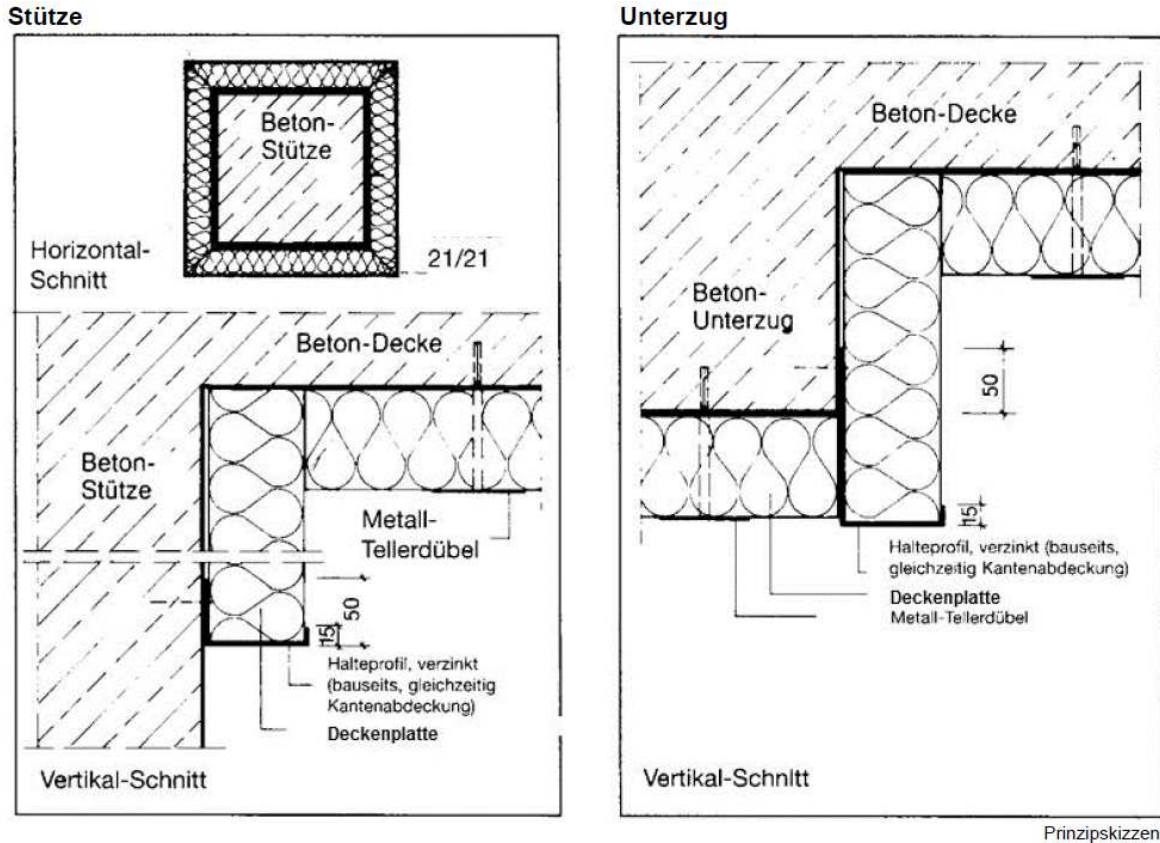 Stütze
Beton-
Stütze
Horizontal-
Schnitt
21/21
Beton-Decke
Beton-
Stütze
Metall-
Tellerdübel
50
15
Halteprofil, verzinkt
(bauseits, gleichzeitig
Kantenabdeckung)
Deckenplatte
Vertikal-Schnitt
Unterzug
Beton-Decke
Beton-
Unterzug
50
15
Halteprofil, verzinkt (bauseits,
gleichzeitig Kantenabdeckung)
Deckenplatte
Metall-Tellerdübel
Vertikal-Schnitt
Prinzipskizzen